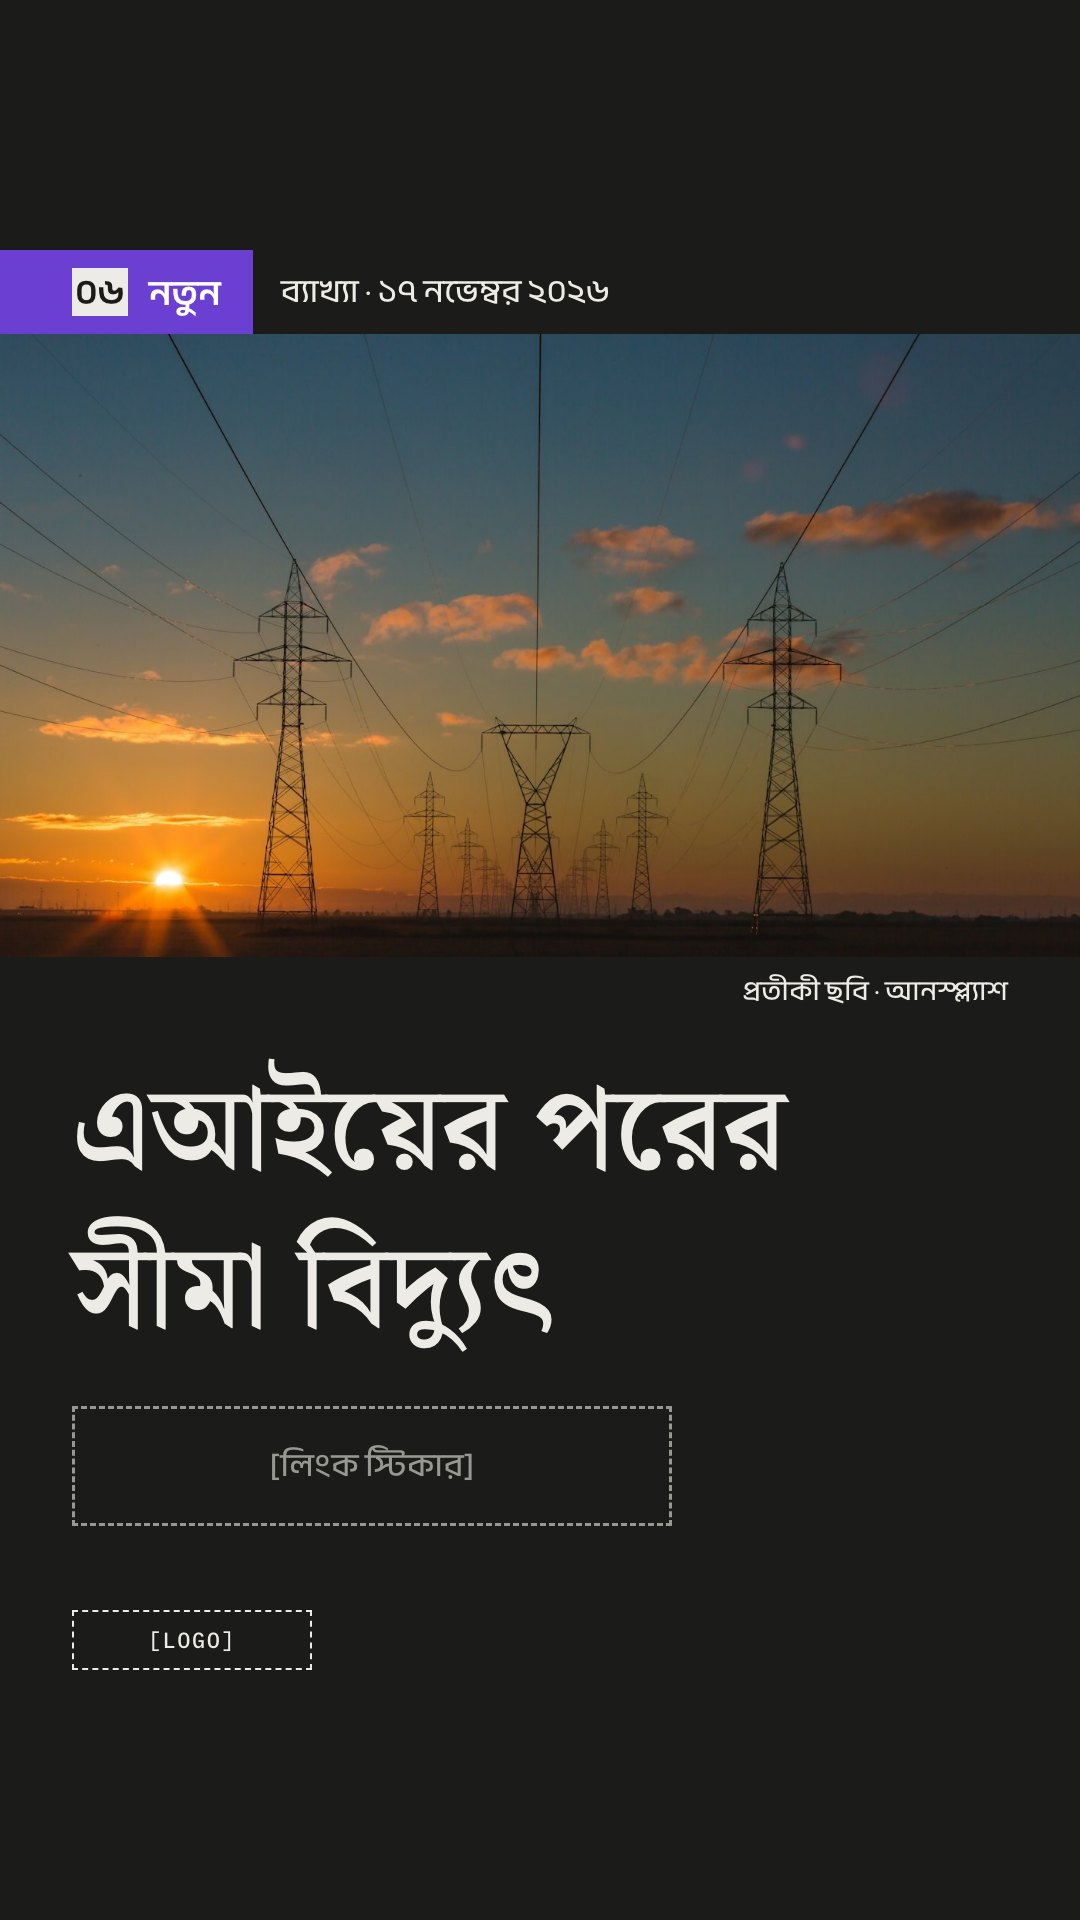 ০৬ নতুন ব্যাখ্যা · ১৭ নভেম্বর ২০২৬
প্রতীকী ছবি · আনস্প্ল্যাশ
এআইয়ের পরের
সীমা বিদ্যুৎ
[লিংক স্টিকার]
[LOGO]